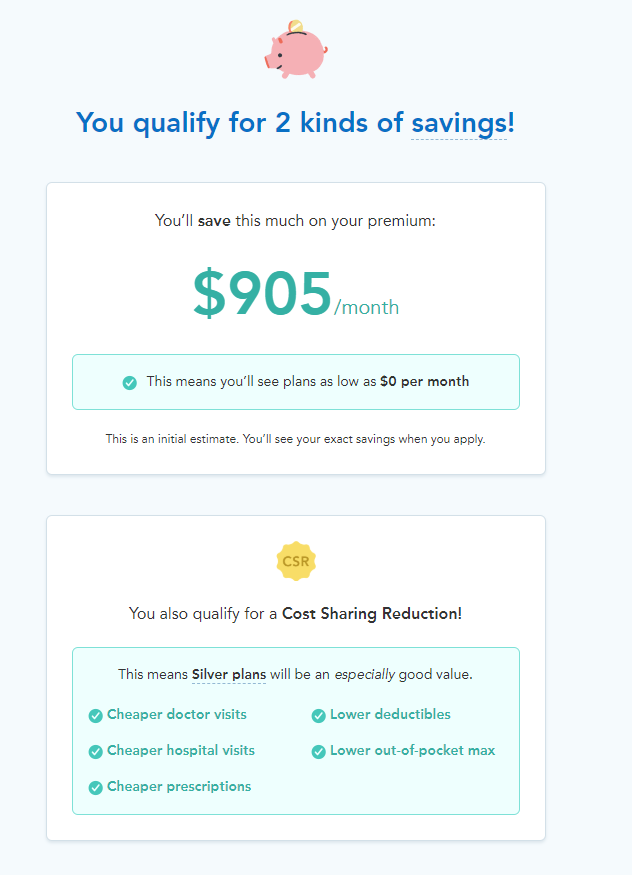 You qualify for 2 kinds of savings!
You’ll save this much on your premium:
$905/month
This means you’ll see plans as low as $0 per month
This is an initial estimate. You’ll see your exact savings when you apply.
CSR
You also qualify for a Cost Sharing Reduction!
This means Silver plans will be an especially good value.
Cheaper doctor visits
Lower deductibles
Cheaper hospital visits
Lower out-of-pocket max
Cheaper prescriptions